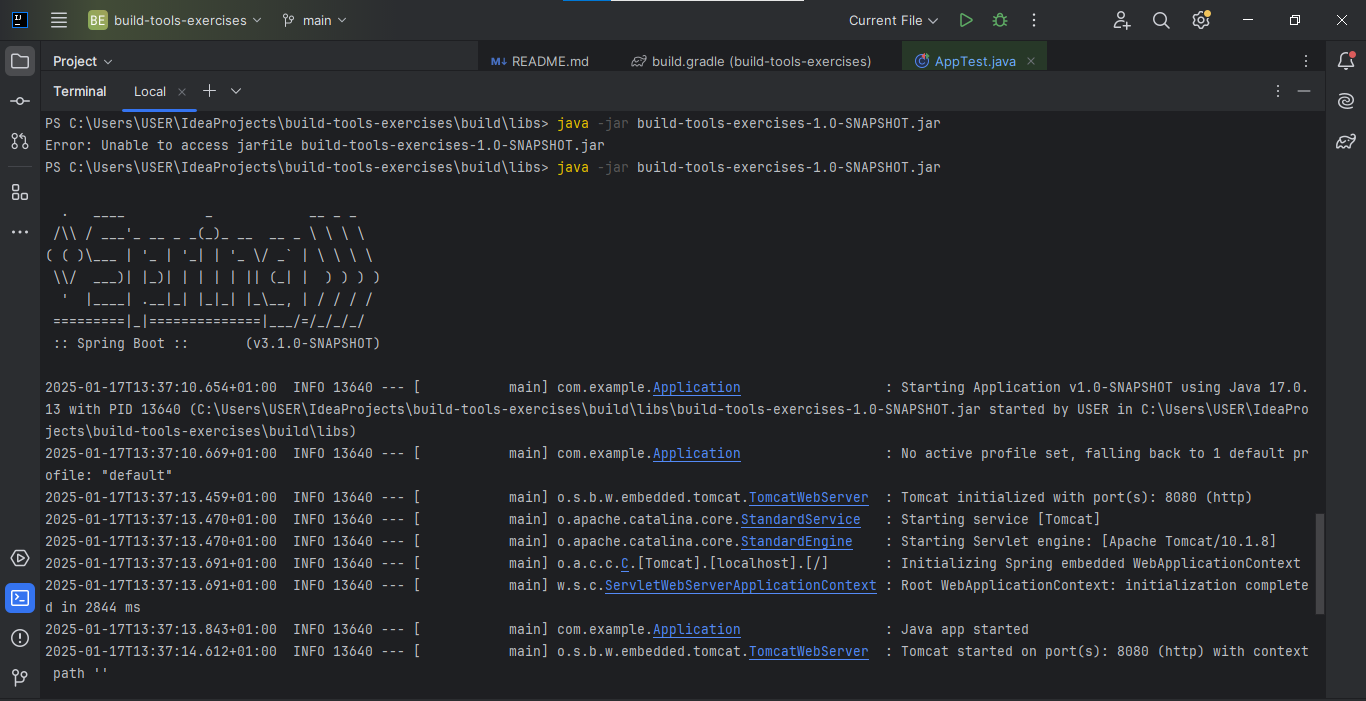 BE build-tools-exercises main Current File
Project README.md build.gradle (build-tools-exercises) AppTest.java
Terminal Local
PS C:\Users\USER\IdeaProjects\build-tools-exercises\build\libs> java -jar build-tools-exercises-1.0-SNAPSHOT.jar
Error: Unable to access jarfile build-tools-exercises-1.0-SNAPSHOT.jar
PS C:\Users\USER\IdeaProjects\build-tools-exercises\build\libs> java -jar build-tools-exercises-1.0-SNAPSHOT.jar
  .   ____          _            __ _ _
 /\\ / ___'_ __ _ _(_)_ __  __ _ \ \ \ \
( ( )\___ | '_ | '_| | '_ \/ _` | \ \ \ \
 \\/  ___)| |_)| | | | | || (_| |  ) ) ) )
  '  |____| .__|_| |_|_| |_\__, | / / / /
 =========|_|==============|___/=/_/_/_/
 :: Spring Boot ::       (v3.1.0-SNAPSHOT)
2025-01-17T13:37:10.654+01:00  INFO 13640 --- [           main] com.example.Application                  : Starting Application v1.0-SNAPSHOT using Java 17.0.
13 with PID 13640 (C:\Users\USER\IdeaProjects\build-tools-exercises\build\libs\build-tools-exercises-1.0-SNAPSHOT.jar started by USER in C:\Users\USER\IdeaPro
jects\build-tools-exercises\build\libs)
2025-01-17T13:37:10.669+01:00  INFO 13640 --- [           main] com.example.Application                  : No active profile set, falling back to 1 default pr
ofile: "default"
2025-01-17T13:37:13.459+01:00  INFO 13640 --- [           main] o.s.b.w.embedded.tomcat.TomcatWebServer  : Tomcat initialized with port(s): 8080 (http)
2025-01-17T13:37:13.470+01:00  INFO 13640 --- [           main] o.apache.catalina.core.StandardService   : Starting service [Tomcat]
2025-01-17T13:37:13.470+01:00  INFO 13640 --- [           main] o.apache.catalina.core.StandardEngine    : Starting Servlet engine: [Apache Tomcat/10.1.8]
2025-01-17T13:37:13.691+01:00  INFO 13640 --- [           main] o.a.c.c.C.[Tomcat].[localhost].[/]       : Initializing Spring embedded WebApplicationContext
2025-01-17T13:37:13.691+01:00  INFO 13640 --- [           main] w.s.c.ServletWebServerApplicationContext : Root WebApplicationContext: initialization complete
d in 2844 ms
2025-01-17T13:37:13.843+01:00  INFO 13640 --- [           main] com.example.Application                  : Java app started
2025-01-17T13:37:14.612+01:00  INFO 13640 --- [           main] o.s.b.w.embedded.tomcat.TomcatWebServer  : Tomcat started on port(s): 8080 (http) with context
 path ''